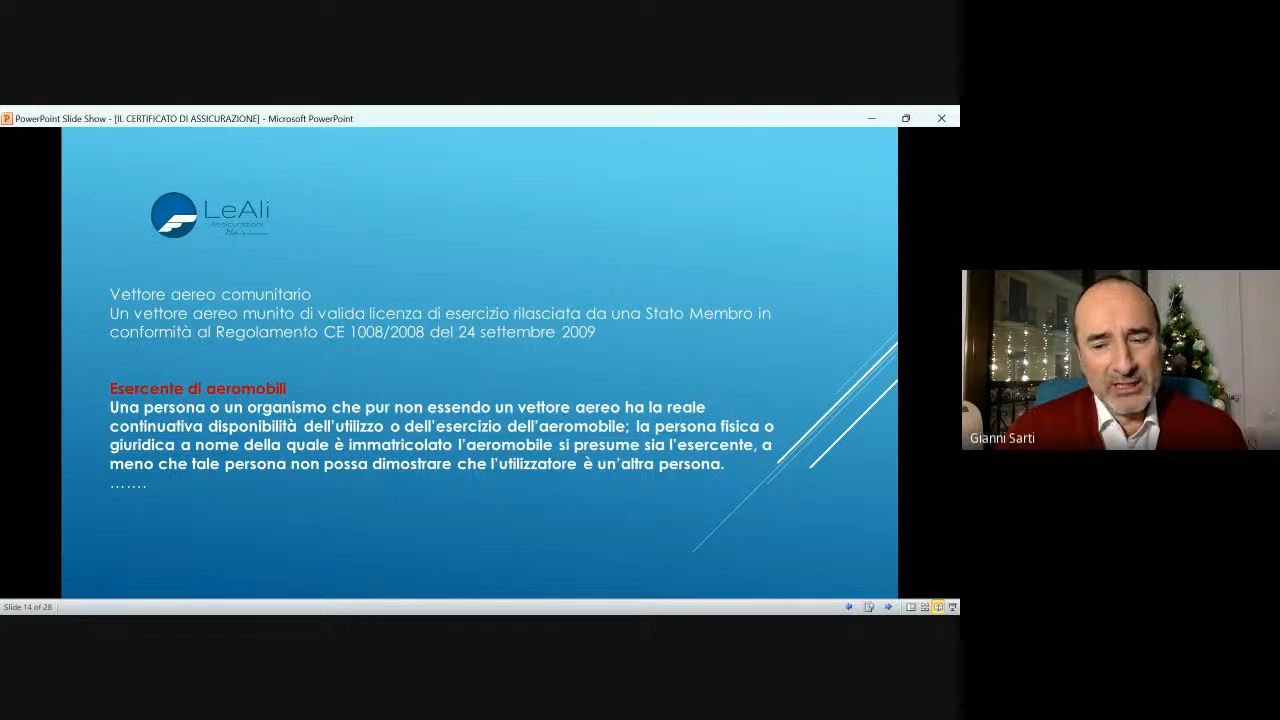 PowerPoint Slide Show - [IL CERTIFICATO DI ASSICURAZIONE] - Microsoft PowerPoint
LeAli
Assicurazioni
Vettore aereo comunitario
Un vettore aereo munito di valida licenza di esercizio rilasciata da una Stato Membro in
conformità al Regolamento CE 1008/2008 del 24 settembre 2009
Esercente di aeromobili
Una persona o un organismo che pur non essendo un vettore aereo ha la reale
continuativa disponibilità dell'utilizzo o dell'esercizio dell'aeromobile; la persona fisica o
giuridica a nome della quale è immatricolato l'aeromobile si presume sia l'esercente, a
meno che tale persona non possa dimostrare che l'utilizzatore è un'altra persona.
…….
Gianni Sarti
Slide 14 of 28